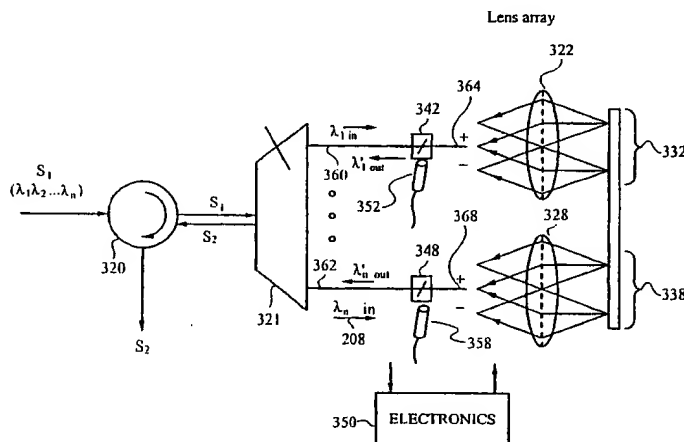 Lens array
322
342
364
λ1 in
+
−
λ'1 out
360
352
332
S1
(λ1λ2...λn)
S1
S2
320
328
348
368
λ'n out
362
+
−
338
321
λn in
208
358
S2
350
ELECTRONICS